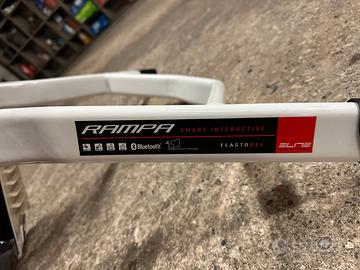 RAMPA SMART INTERACTIVE
Bluetooth ELASTOGEL ELITE